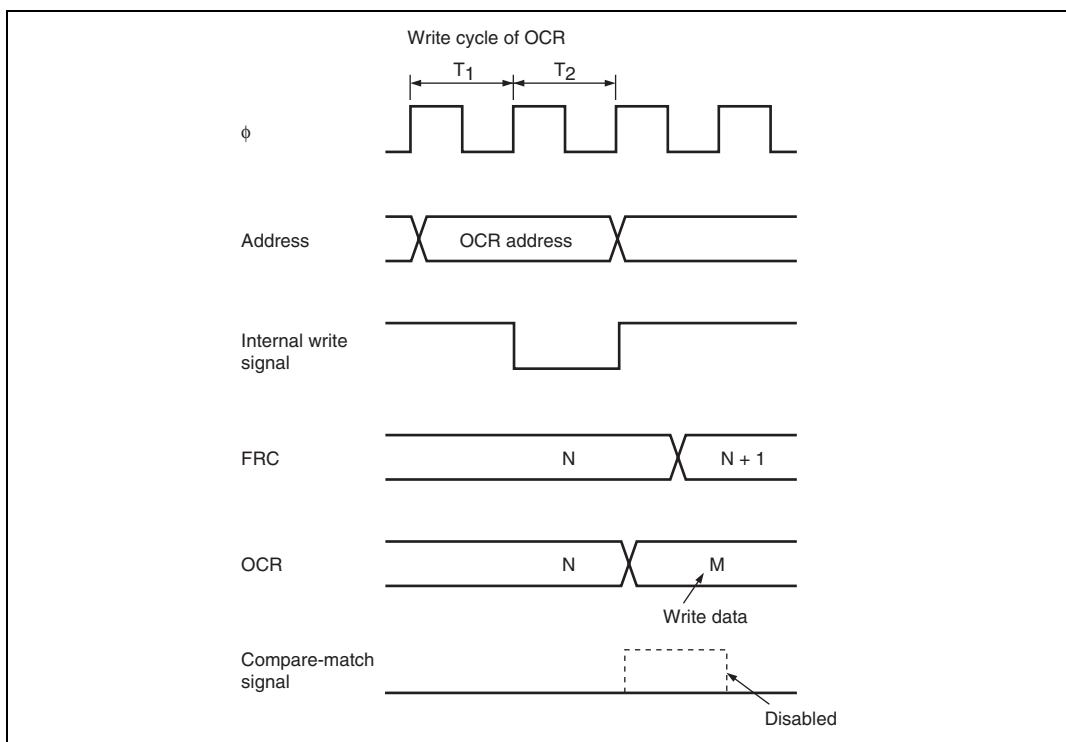 Write cycle of OCR
T1 T2
ϕ
Address
OCR address
Internal write
signal
FRC
N
N + 1
OCR
N
M
Write data
Compare-match
signal
Disabled